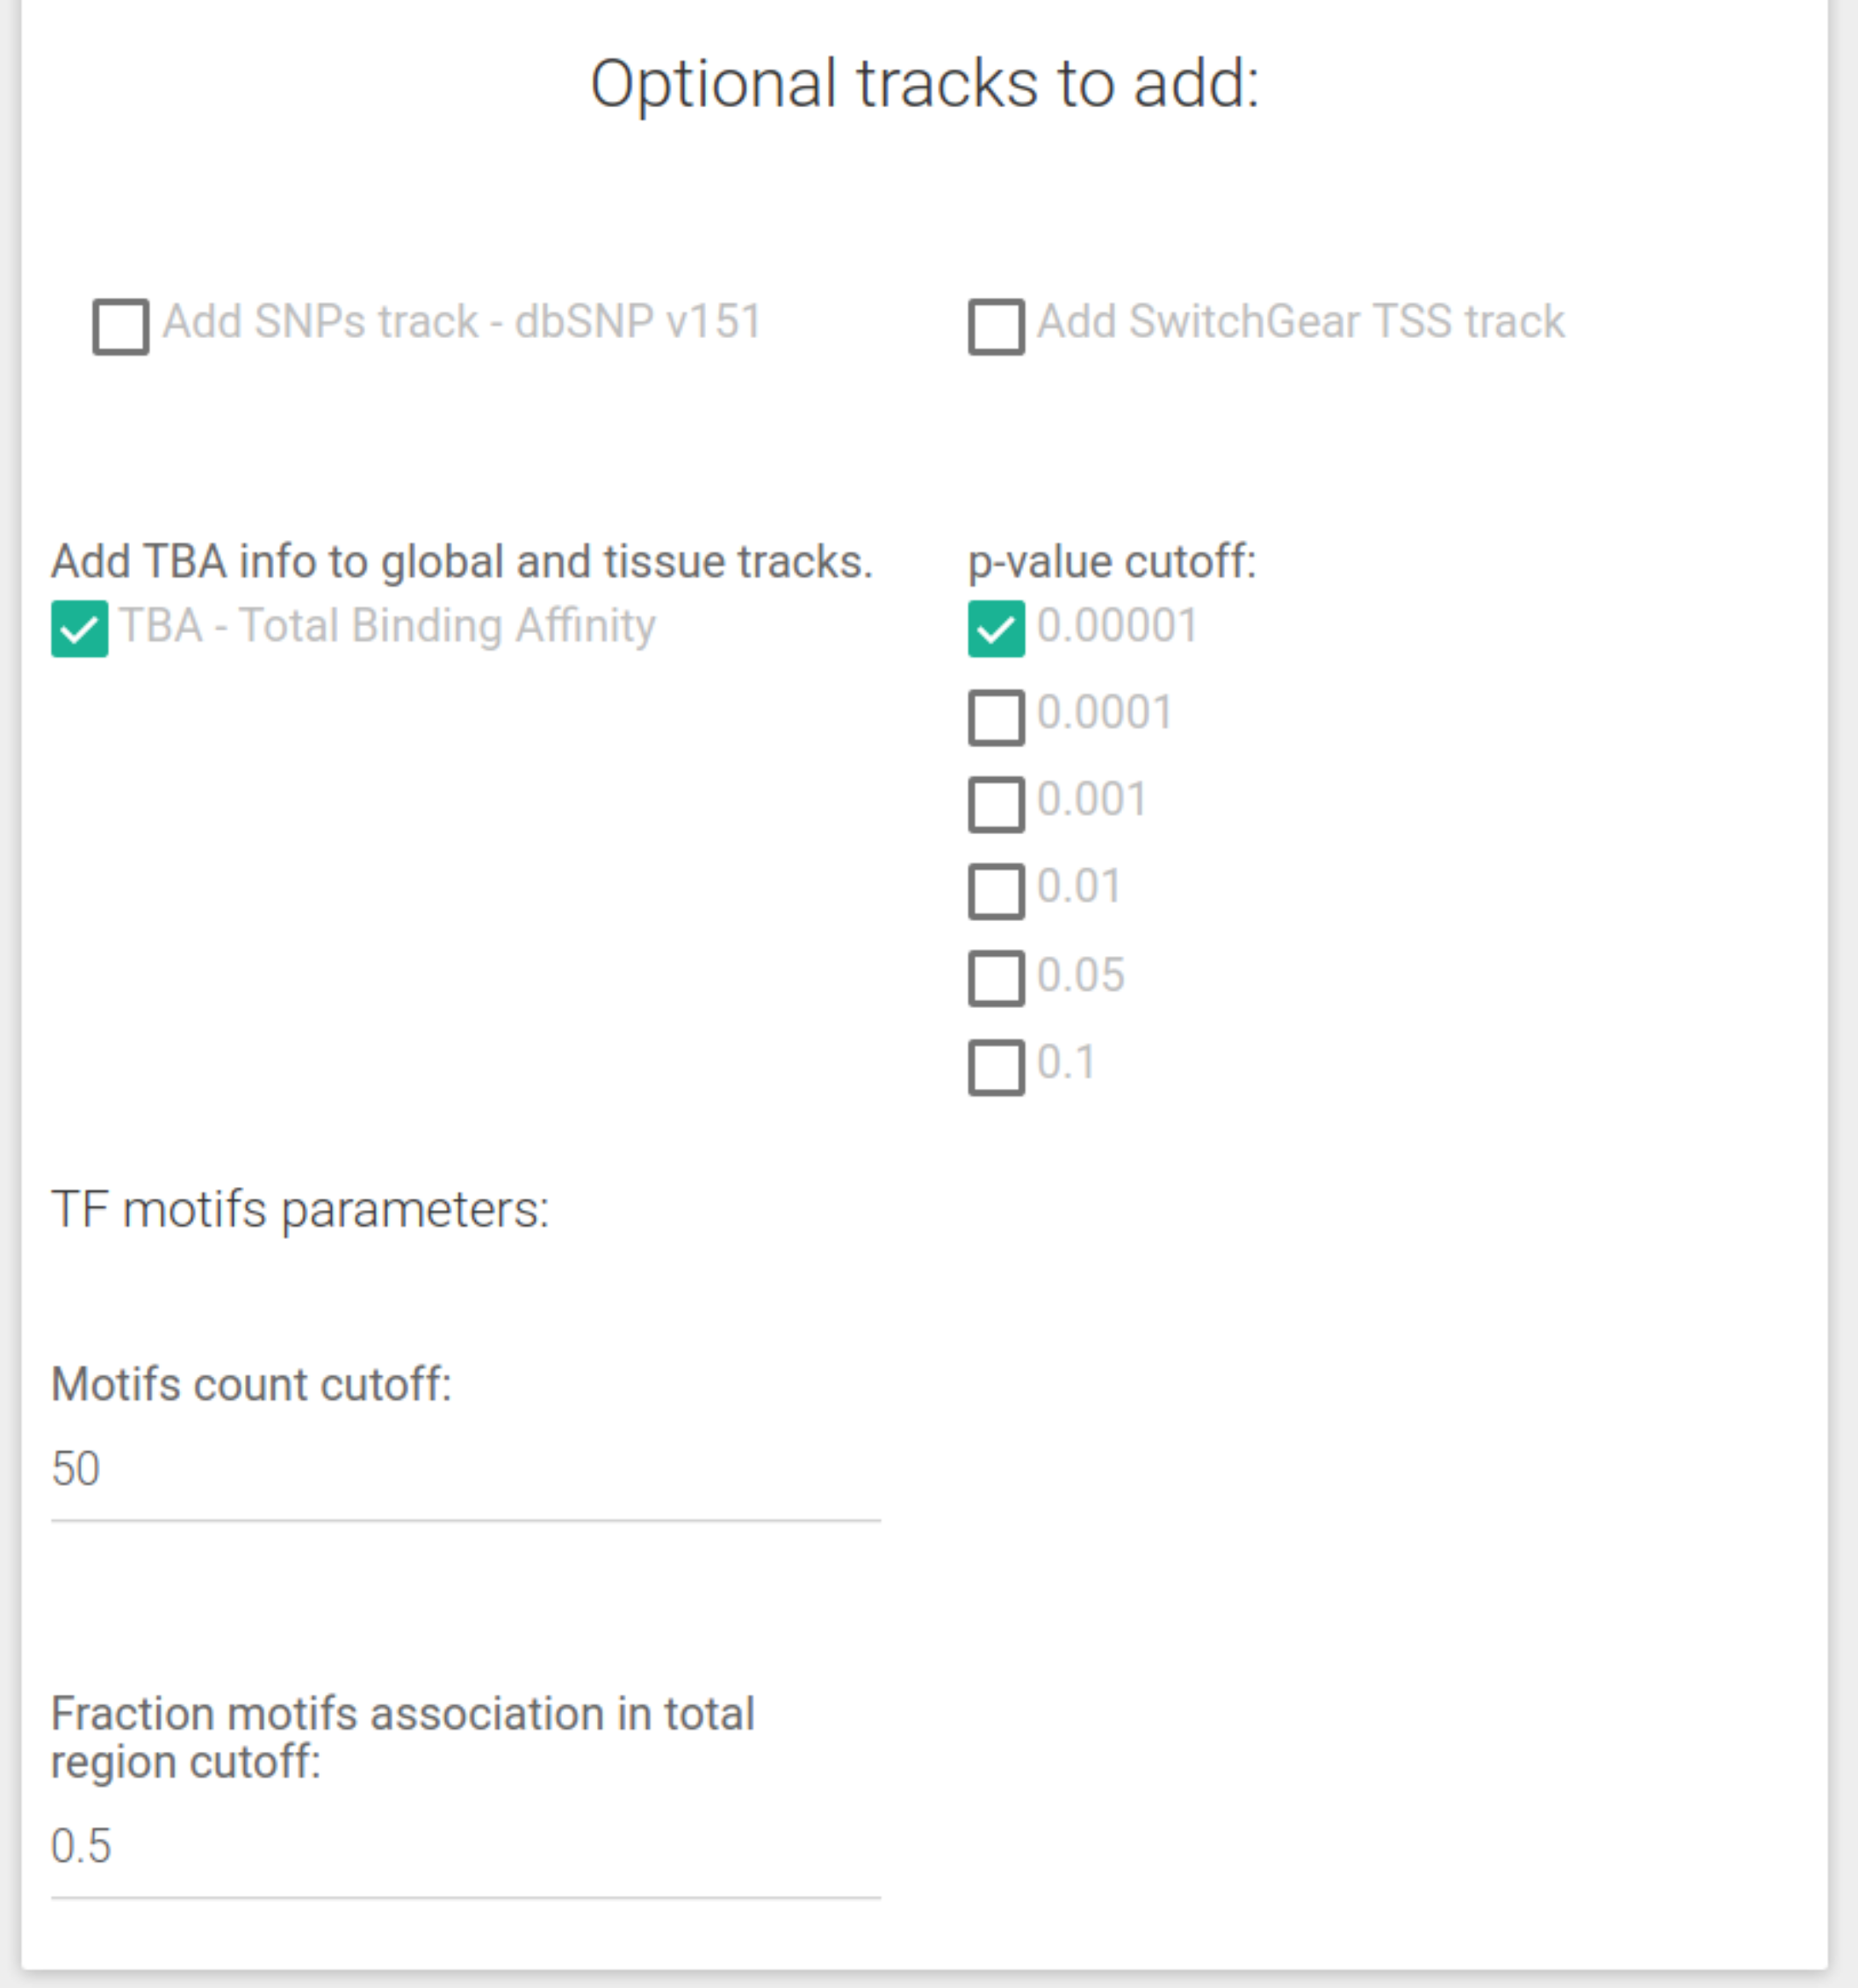 Optional tracks to add:
Add SNPs track - dbSNP v151
Add SwitchGear TSS track
Add TBA info to global and tissue tracks.
TBA - Total Binding Affinity
p-value cutoff:
0.00001
0.0001
0.001
0.01
0.05
0.1
TF motifs parameters:
Motifs count cutoff:
50
Fraction motifs association in total
region cutoff:
0.5